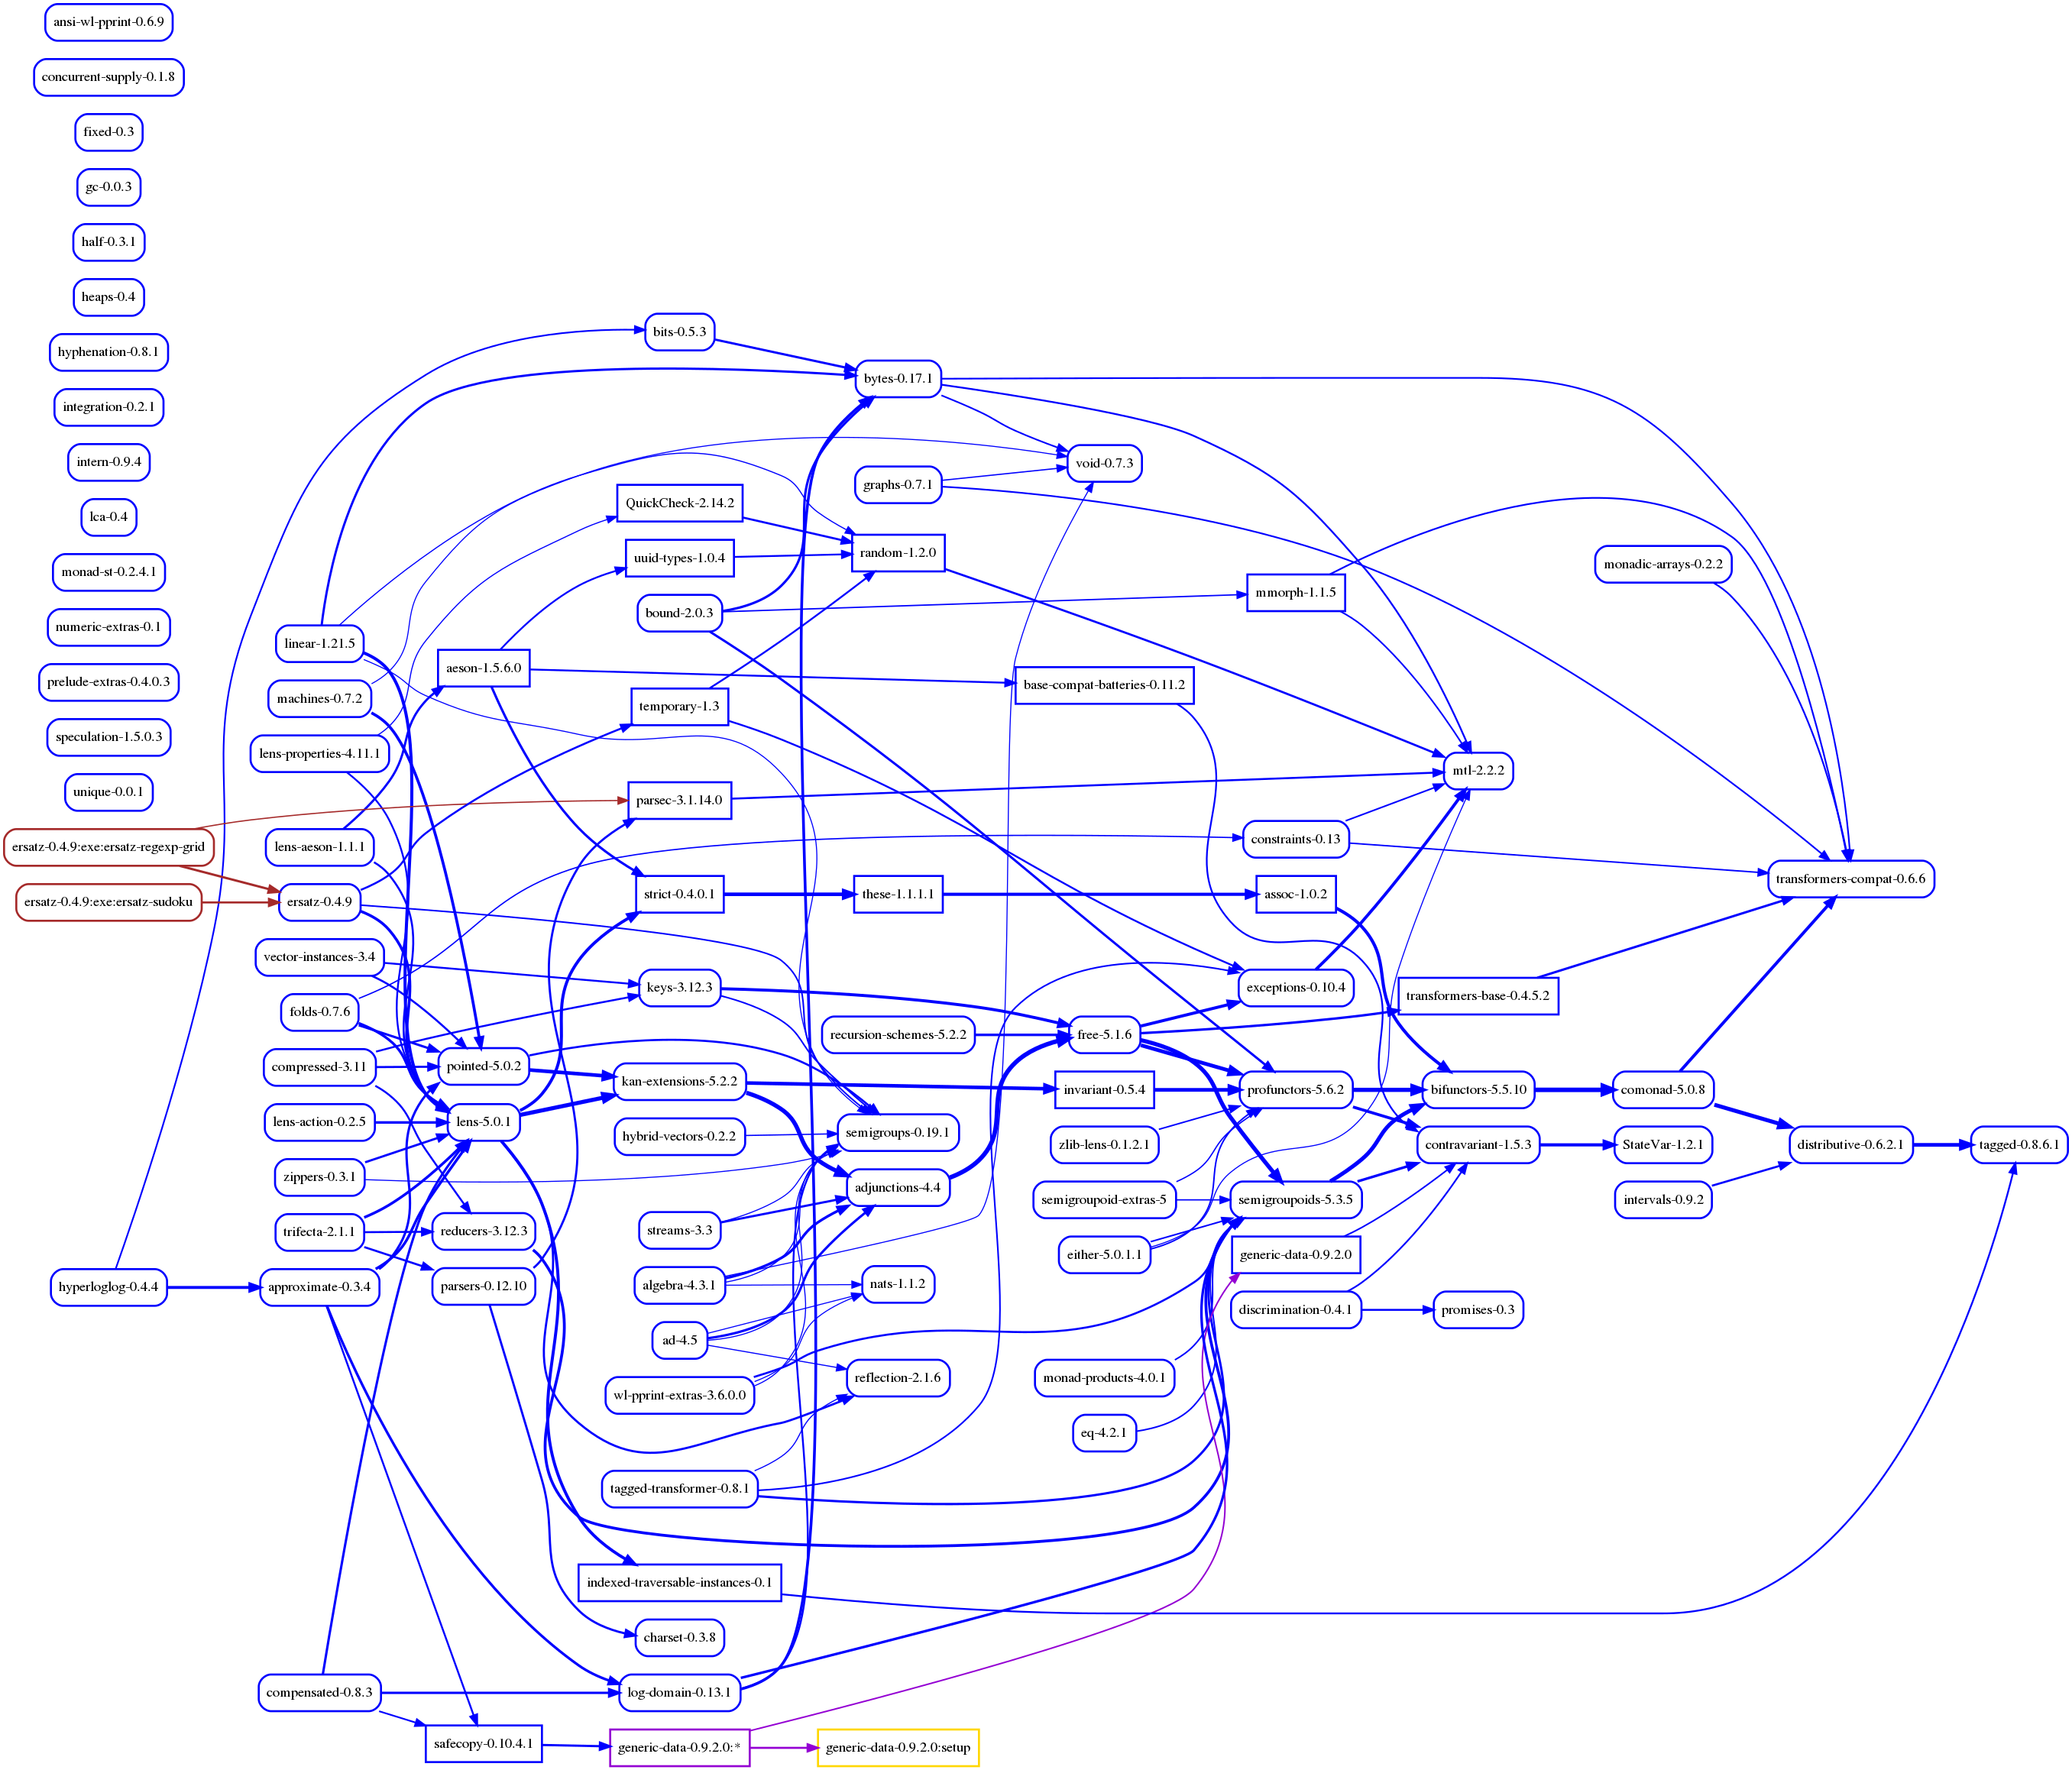 ansi-wl-pprint-0.6.9
concurrent-supply-0.1.8
fixed-0.3
gc-0.0.3
half-0.3.1
heaps-0.4
hyphenation-0.8.1
integration-0.2.1
intern-0.9.4
lca-0.4
monad-st-0.2.4.1
numeric-extras-0.1
prelude-extras-0.4.0.3
speculation-1.5.0.3
unique-0.0.1
ersatz-0.4.9:exe:ersatz-regexp-grid
ersatz-0.4.9:exe:ersatz-sudoku
hyperloglog-0.4.4
linear-1.21.5
machines-0.7.2
lens-properties-4.11.1
lens-aeson-1.1.1
ersatz-0.4.9
vector-instances-3.4
folds-0.7.6
compressed-3.11
lens-action-0.2.5
zippers-0.3.1
trifecta-2.1.1
approximate-0.3.4
compensated-0.8.3
aeson-1.5.6.0
pointed-5.0.2
lens-5.0.1
reducers-3.12.3
parsers-0.12.10
safecopy-0.10.4.1
bits-0.5.3
QuickCheck-2.14.2
uuid-types-1.0.4
bound-2.0.3
temporary-1.3
parsec-3.1.14.0
strict-0.4.0.1
keys-3.12.3
kan-extensions-5.2.2
hybrid-vectors-0.2.2
streams-3.3
algebra-4.3.1
ad-4.5
wl-pprint-extras-3.6.0.0
tagged-transformer-0.8.1
indexed-traversable-instances-0.1
charset-0.3.8
log-domain-0.13.1
generic-data-0.9.2.0:*
bytes-0.17.1
graphs-0.7.1
random-1.2.0
these-1.1.1.1
recursion-schemes-5.2.2
semigroups-0.19.1
adjunctions-4.4
nats-1.1.2
reflection-2.1.6
generic-data-0.9.2.0:setup
void-0.7.3
base-compat-batteries-0.11.2
free-5.1.6
invariant-0.5.4
zlib-lens-0.1.2.1
semigroupoid-extras-5
either-5.0.1.1
monad-products-4.0.1
eq-4.2.1
mmorph-1.1.5
constraints-0.13
assoc-1.0.2
exceptions-0.10.4
profunctors-5.6.2
semigroupoids-5.3.5
generic-data-0.9.2.0
discrimination-0.4.1
mtl-2.2.2
transformers-base-0.4.5.2
bifunctors-5.5.10
contravariant-1.5.3
promises-0.3
monadic-arrays-0.2.2
comonad-5.0.8
StateVar-1.2.1
intervals-0.9.2
transformers-compat-0.6.6
distributive-0.6.2.1
tagged-0.8.6.1